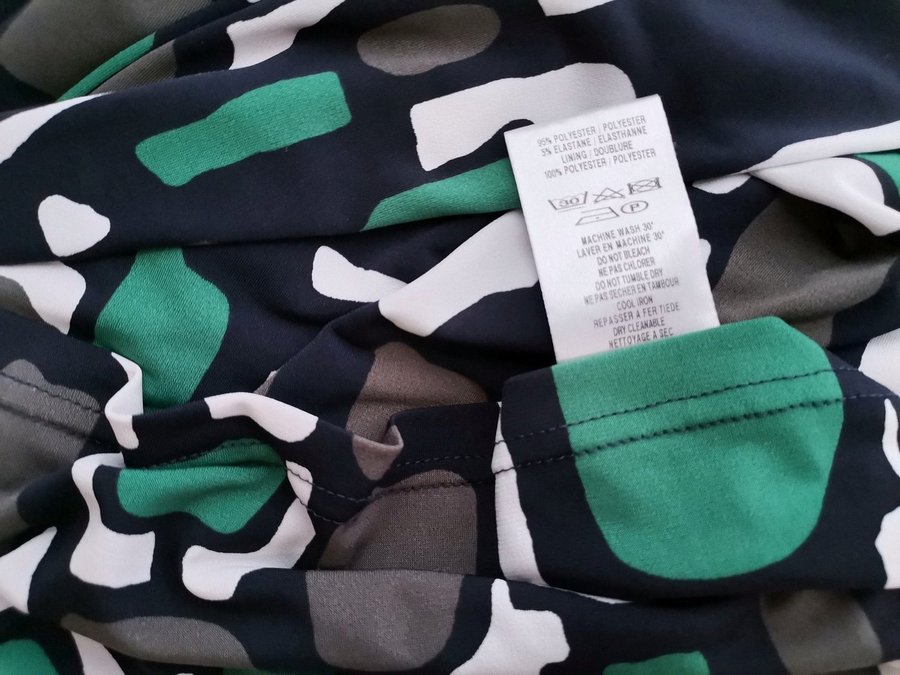 95% POLYESTER / POLYESTER
5% ELASTANE / ELASTHANNE
LINING / DOUBLURE
100% POLYESTER / POLYESTER
30 P
MACHINE WASH 30°
LAVER EN MACHINE 30°
DO NOT BLEACH
NE PAS CHLORER
DO NOT TUMBLE DRY
NE PAS SECHER EN TAMBOUR
COOL IRON
REPASSER A FER TIEDE
DRY CLEANABLE
NETTOYAGE A SEC